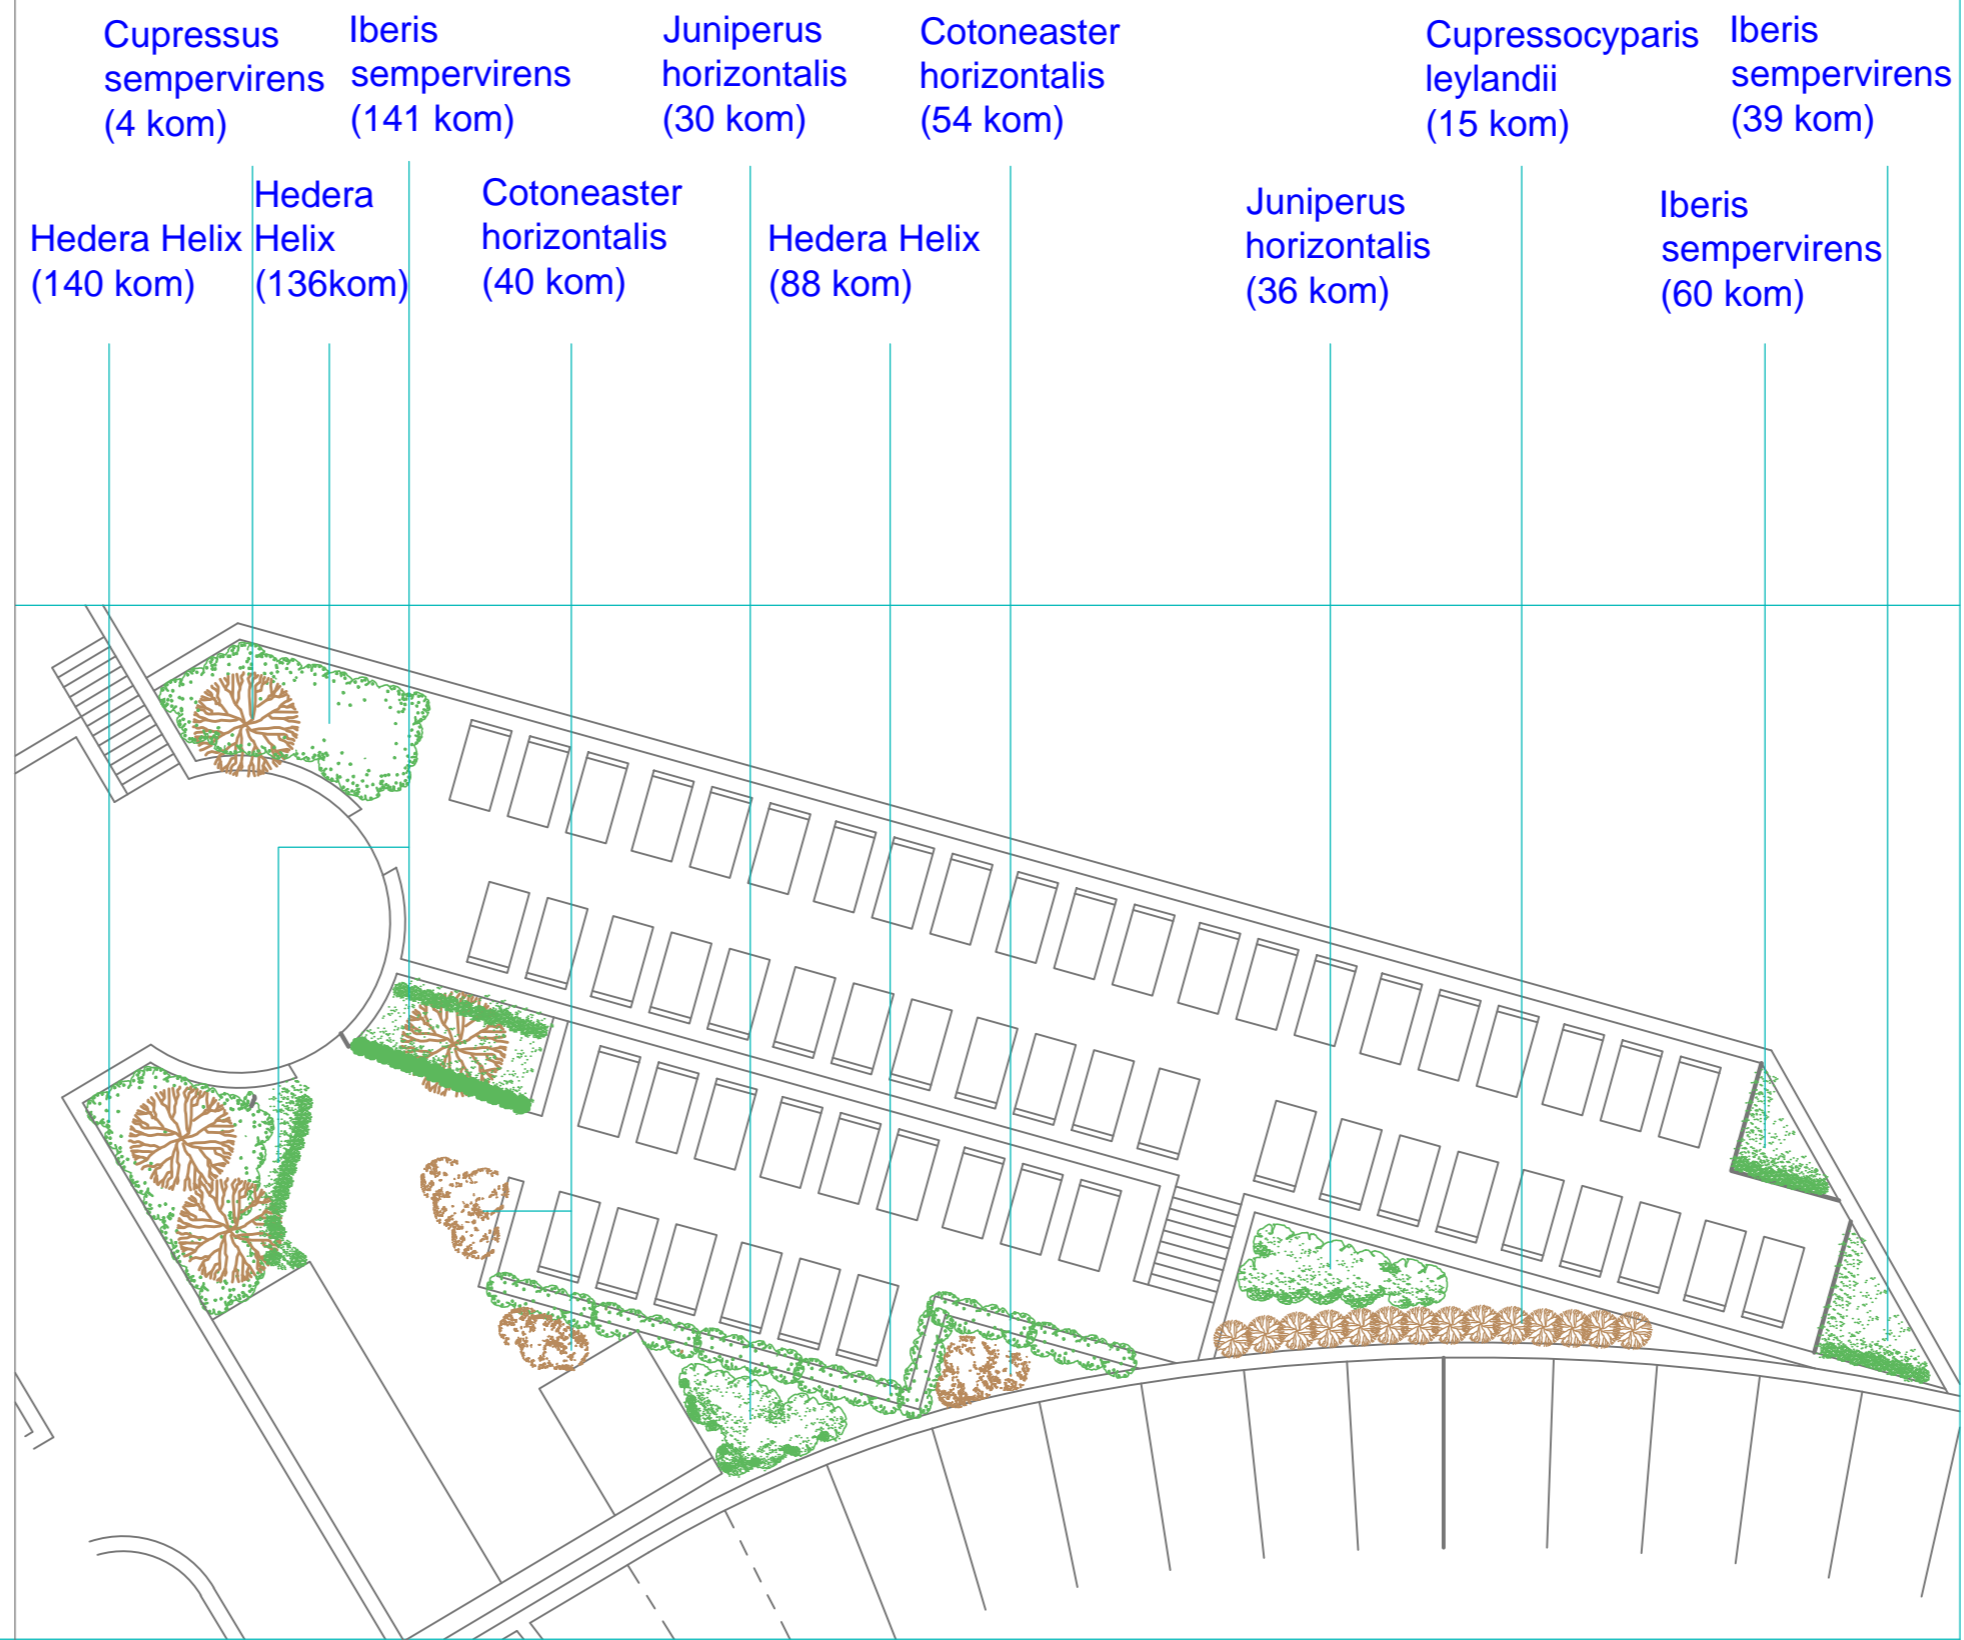 Cupressus
sempervirens
(4 kom)
Iberis
sempervirens
(141 kom)
Juniperus
horizontalis
(30 kom)
Cotoneaster
horizontalis
(54 kom)
Cupressocyparis
leylandii
(15 kom)
Iberis
sempervirens
(39 kom)
Hedera Helix
(140 kom)
Hedera
Helix
(136kom)
Cotoneaster
horizontalis
(40 kom)
Hedera Helix
(88 kom)
Juniperus
horizontalis
(36 kom)
Iberis
sempervirens
(60 kom)